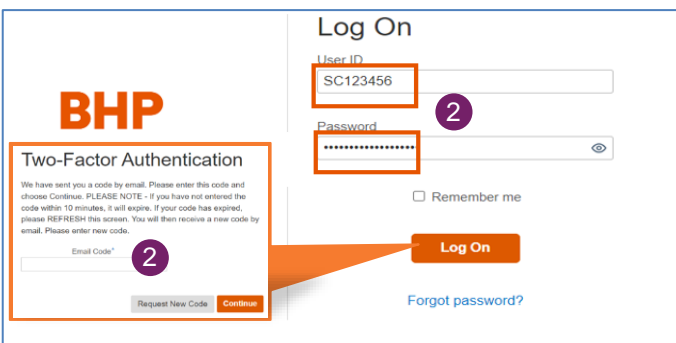 Log On
User ID
SC123456
2
BHP
Password
••••••••••••••••••
Two-Factor Authentication
We have sent you a code by email. Please enter this code and
choose Continue. PLEASE NOTE - If you have not entered the
code within 10 minutes, it will expire. If your code has expired,
please REFRESH this screen. You will then receive a new code by
email. Please enter new code.
Email Code*
2
Request New Code Continue
Remember me
Log On
Forgot password?